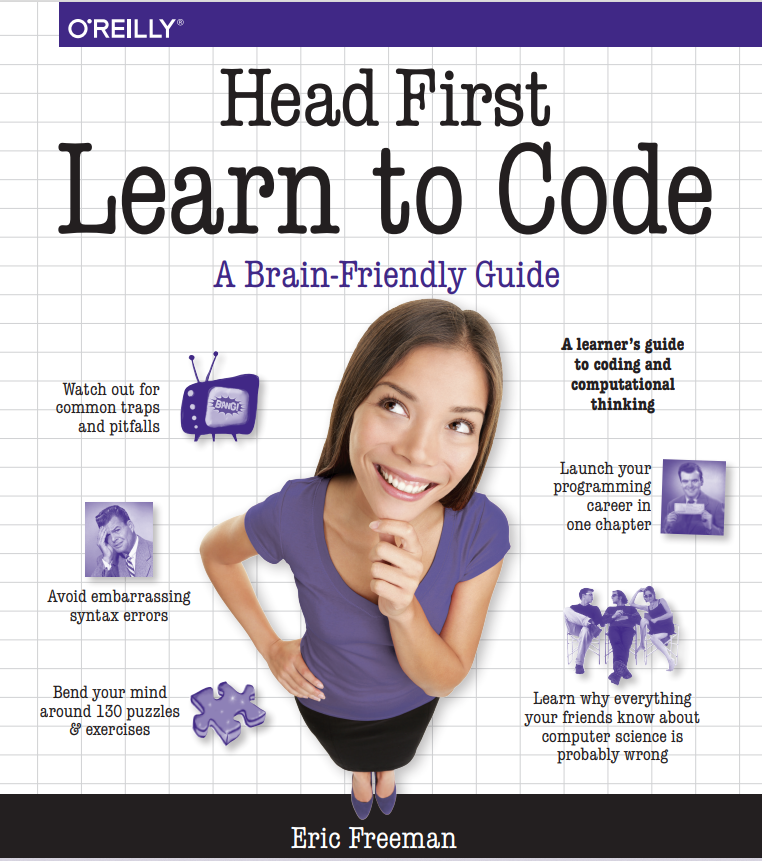 O'REILLY®
Head First
Learn to Code
A Brain-Friendly Guide
A learner's guide
to coding and
computational
thinking
Watch out for
common traps
and pitfalls
BANG!
Launch your
programming
career in
one chapter
Avoid embarrassing
syntax errors
Bend your mind
around 130 puzzles
& exercises
Learn why everything
your friends know about
computer science is
probably wrong
Eric Freeman